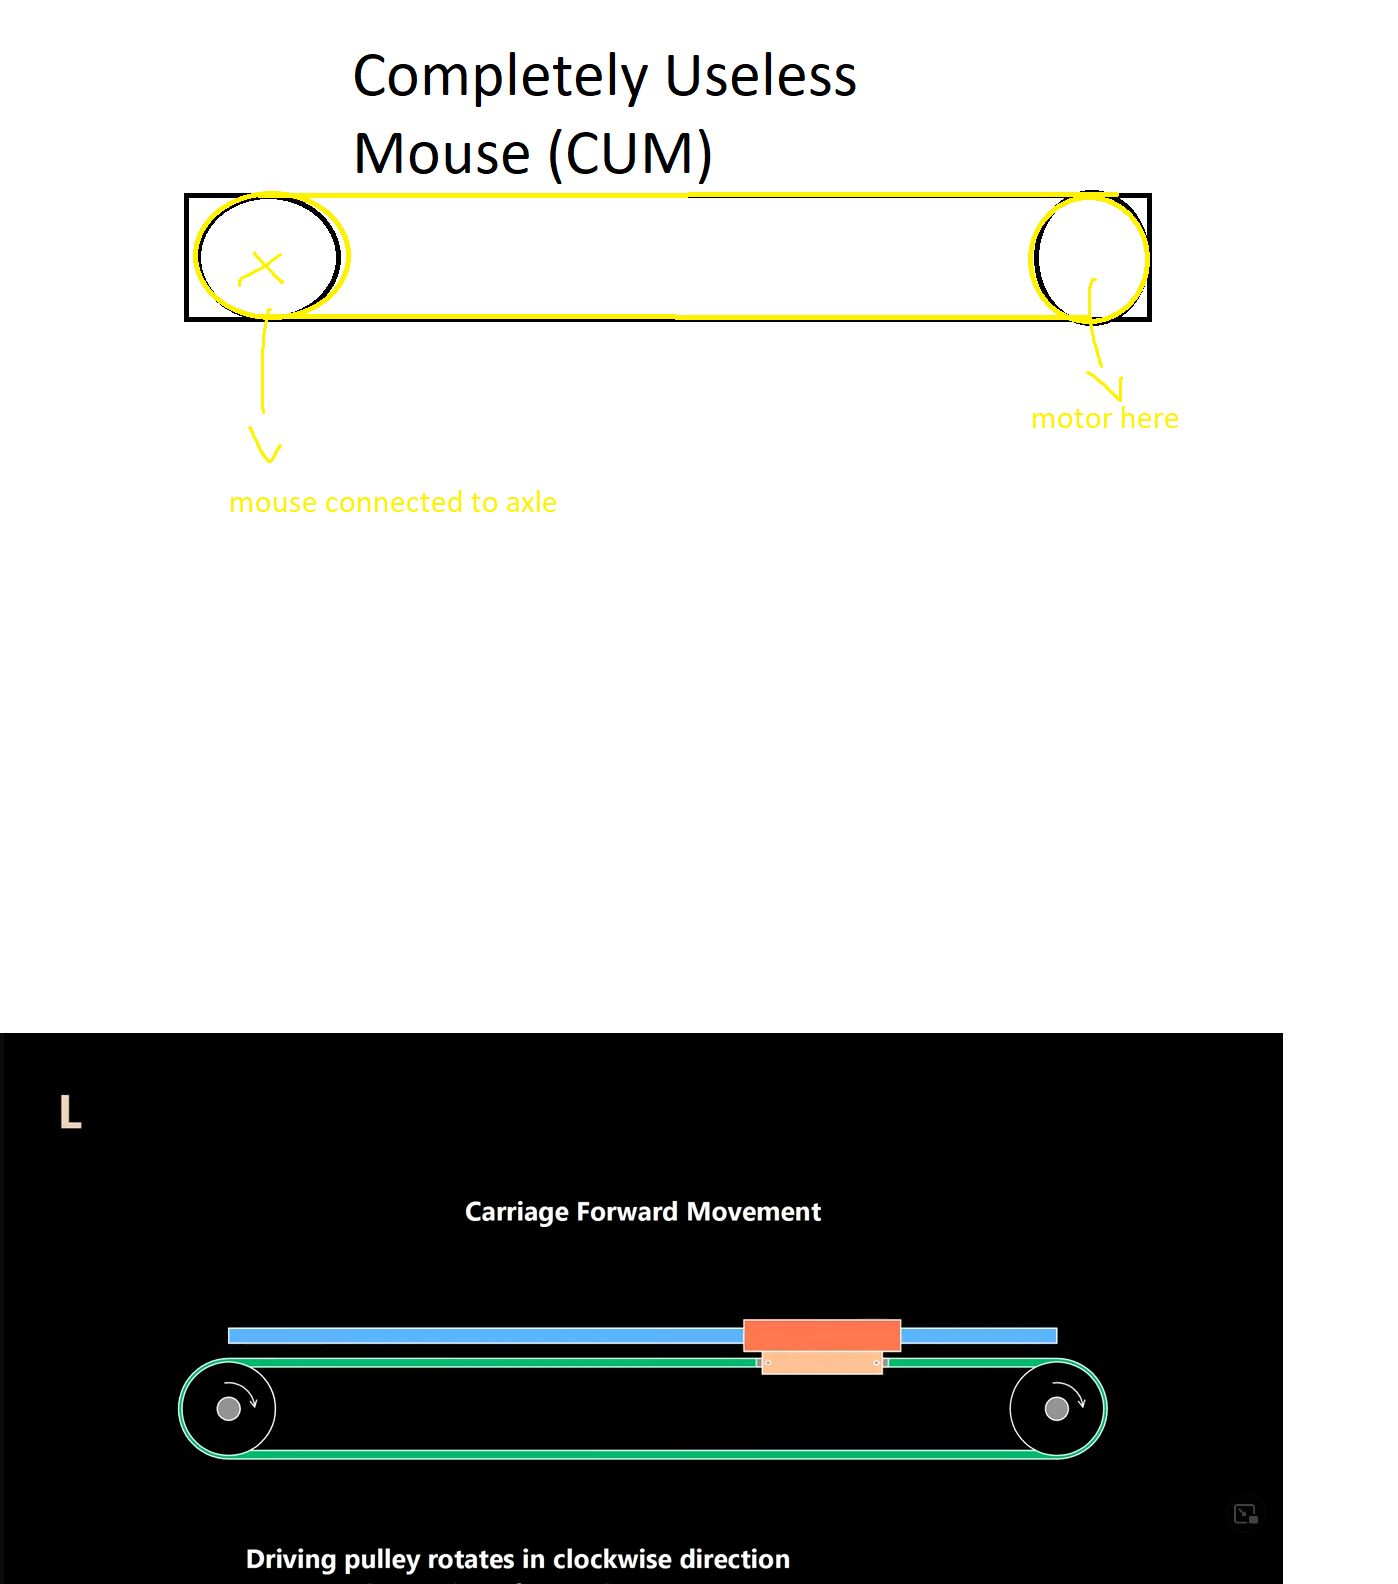 Completely Useless
Mouse (CUM)
motor here
mouse connected to axle
L
Carriage Forward Movement
Driving pulley rotates in clockwise direction